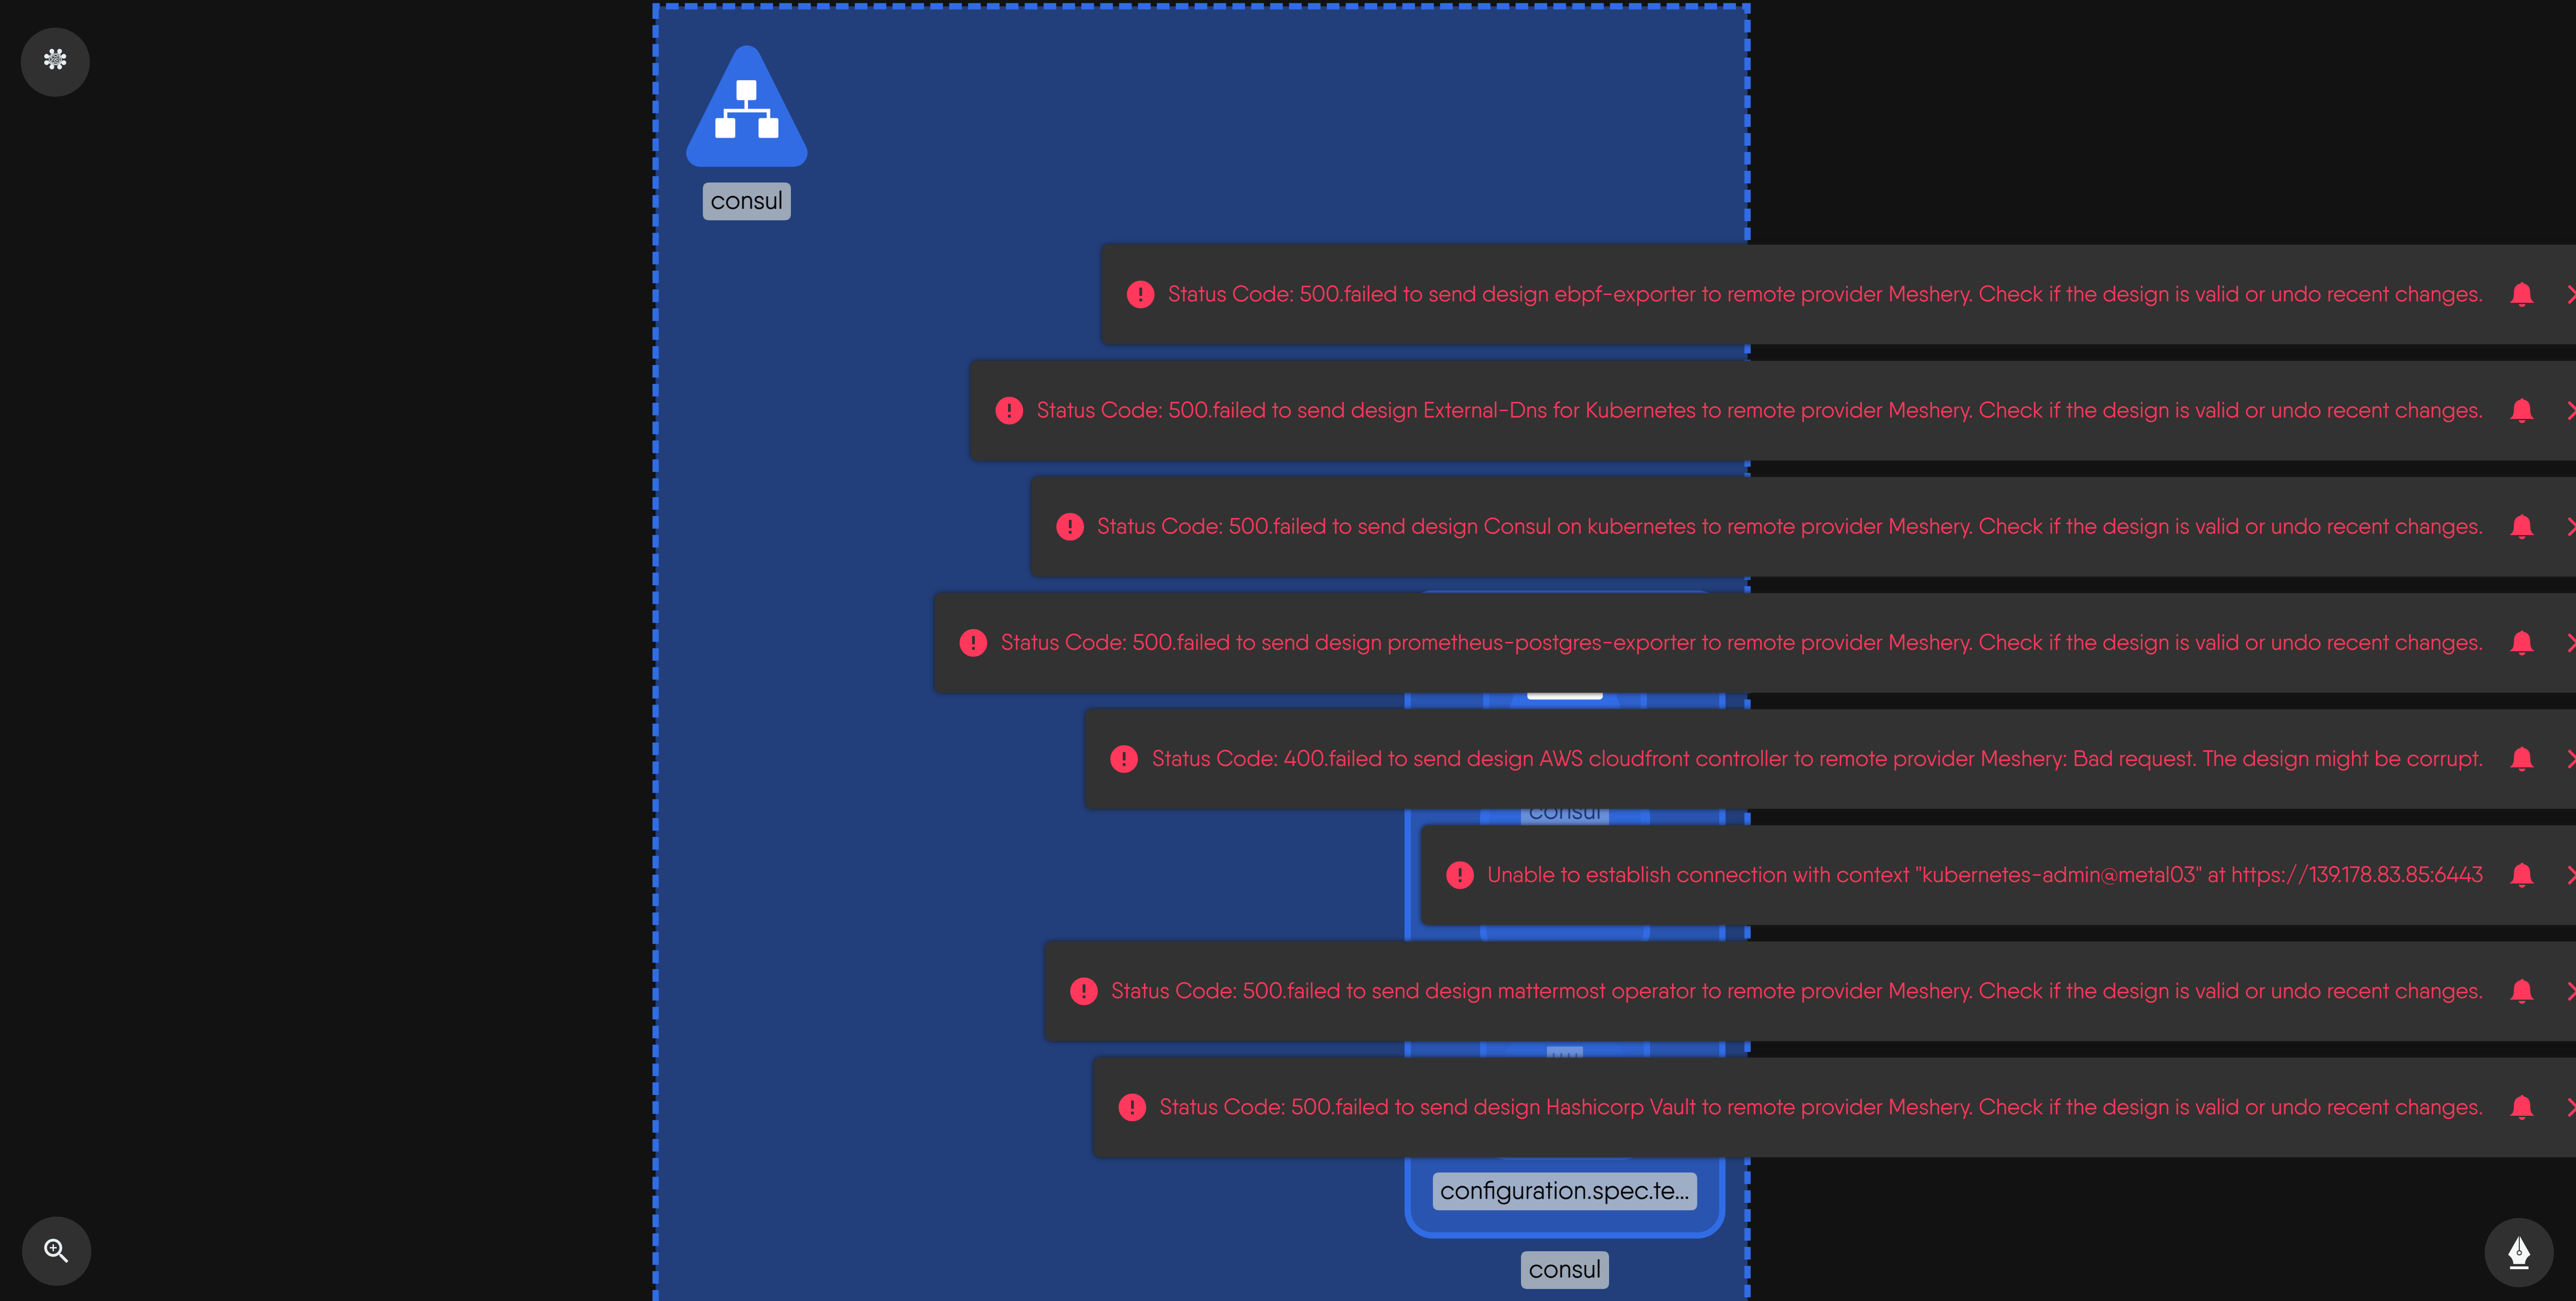 consul
Status Code: 500.failed to send design ebpf-exporter to remote provider Meshery. Check if the design is valid or undo recent changes.
Status Code: 500.failed to send design External-Dns for Kubernetes to remote provider Meshery. Check if the design is valid or undo recent changes.
Status Code: 500.failed to send design Consul on kubernetes to remote provider Meshery. Check if the design is valid or undo recent changes.
Status Code: 500.failed to send design prometheus-postgres-exporter to remote provider Meshery. Check if the design is valid or undo recent changes.
Status Code: 400.failed to send design AWS cloudfront controller to remote provider Meshery: Bad request. The design might be corrupt.
consul
Unable to establish connection with context "kubernetes-admin@metal03" at https://139.178.83.85:6443
Status Code: 500.failed to send design mattermost operator to remote provider Meshery. Check if the design is valid or undo recent changes.
Status Code: 500.failed to send design Hashicorp Vault to remote provider Meshery. Check if the design is valid or undo recent changes.
configuration.spec.te...
consul